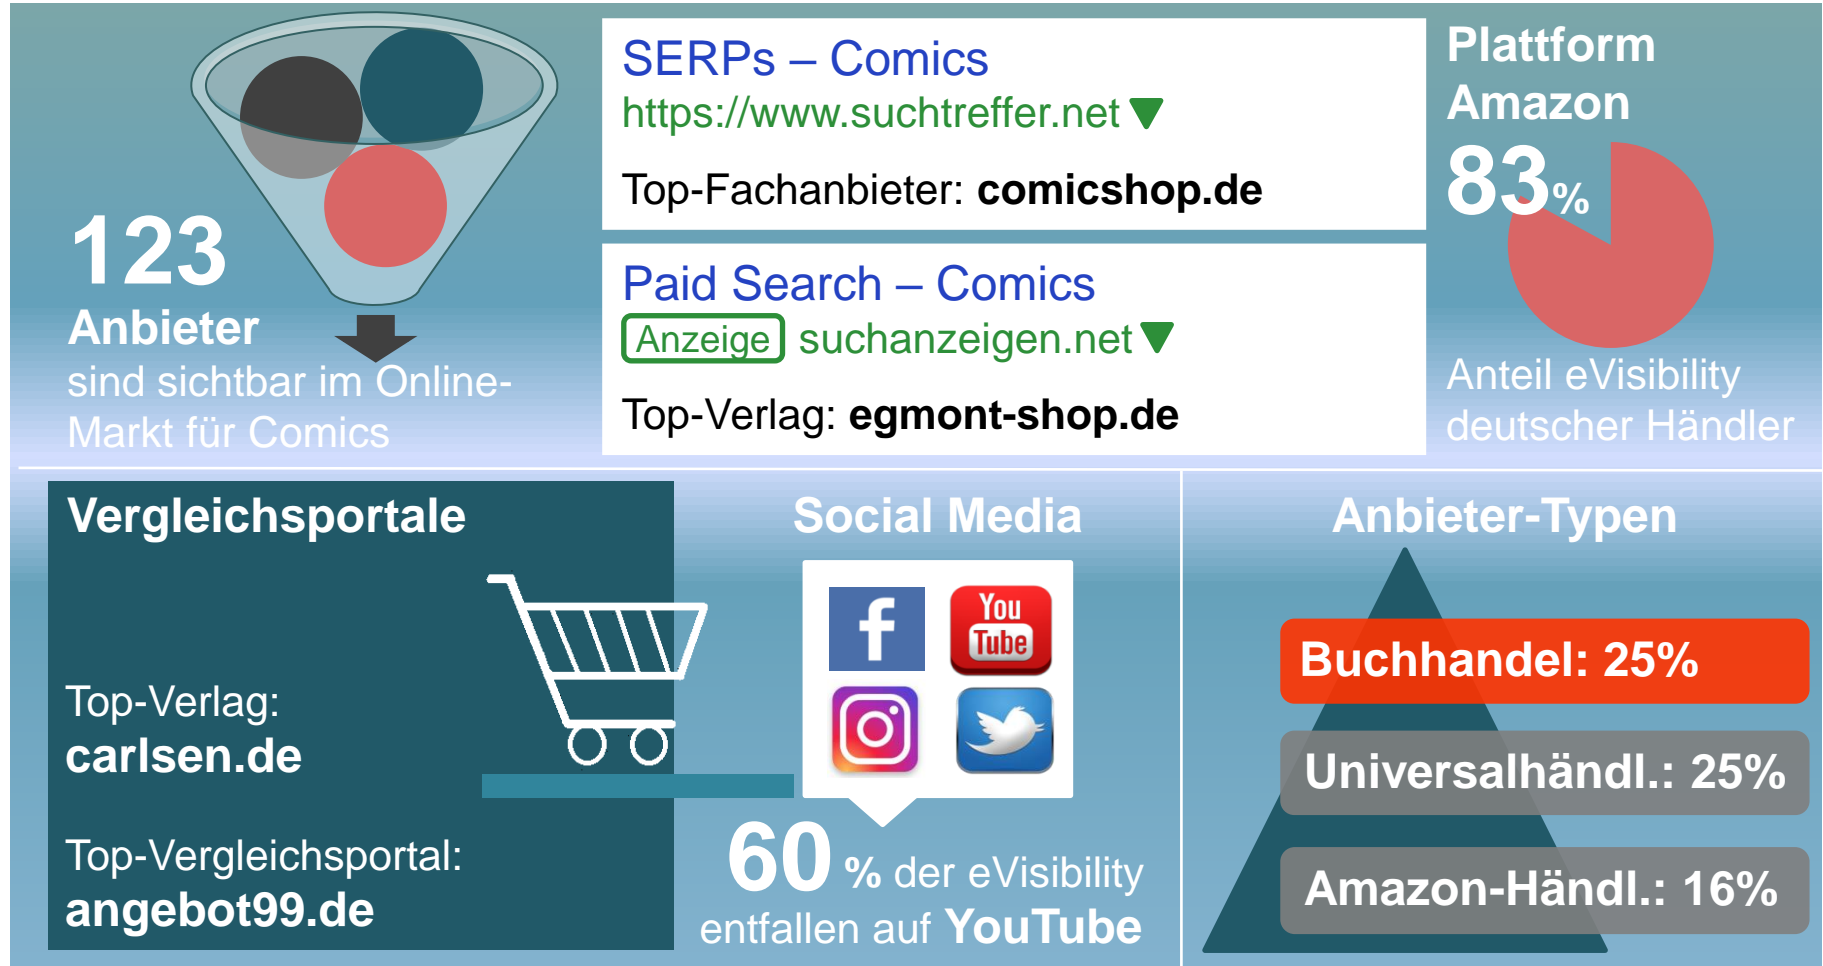 123
Anbieter
sind sichtbar im Online-
Markt für Comics
SERPs – Comics
https://www.suchtreffer.net
Top-Fachanbieter: comicshop.de
Paid Search – Comics
Anzeige suchanzeigen.net
Top-Verlag: egmont-shop.de
Plattform
Amazon
83%
Anteil eVisibility
deutscher Händler
Vergleichsportale
Top-Verlag:
carlsen.de
Top-Vergleichsportal:
angebot99.de
Social Media
f
You
Tube
60 % der eVisibility
entfallen auf YouTube
Anbieter-Typen
Buchhandel: 25%
Universalhändl.: 25%
Amazon-Händl.: 16%